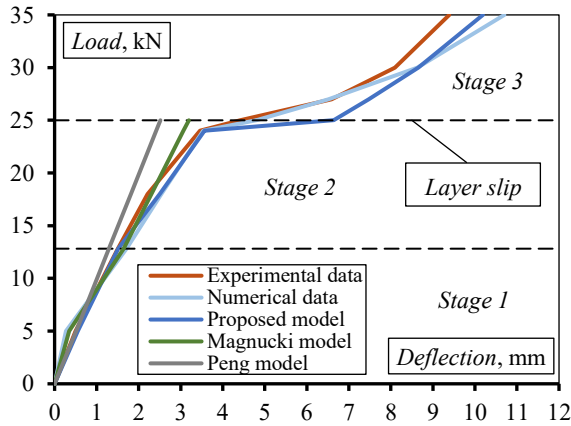 35
Load, kN
30
Stage 3
25
20
Stage 2
Layer slip
15
10
Experimental data
Numerical data
Proposed model
Magnucki model
Peng model
Stage 1
5
Deflection, mm
0
0 1 2 3 4 5 6 7 8 9 10 11 12